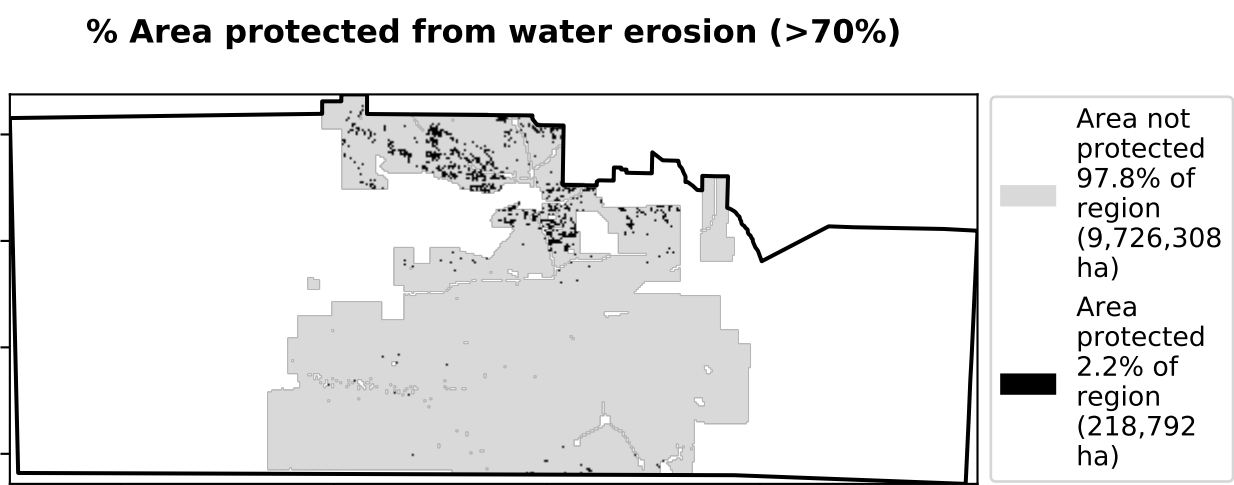 % Area protected from water erosion (>70%)
Area not
protected
97.8% of
region
(9,726,308
ha)
Area
protected
2.2% of
region
(218,792
ha)